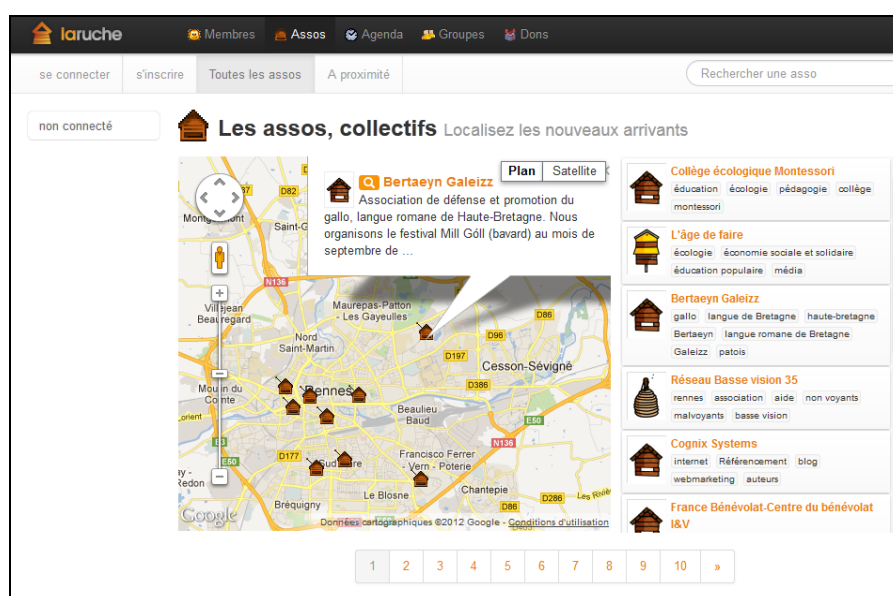 laruche
Membres Assos Agenda Groupes Dons
se connecter s'inscrire Toutes les assos A proximité Rechercher une asso
non connecté
Les assos, collectifs Localisez les nouveaux arrivants
Plan Satellite
Bertaeyn Galeizz
Association de défense et promotion du
gallo, langue romane de Haute-Bretagne. Nous
organisons le festival Mill Góll (bavard) au mois de
septembre de ...
D82
Saint-G
N136
Villejean
Beauregard
Maurepas-Patton
- Les Gayeulles
D86
Nord
Saint-Martin
D96
D197
Cesson-Sévigné
D386
Moulin du
Comte
Rennes
Beaulieu
Baud
Lorient
E50
E3
E50
D177
N136
Sud Gare
Francisco Ferrer
- Vern - Poterie
Redon
Le Blosne
Chantepie
D286
Bréquigny
D86
Google
Données cartographiques ©2012 Google - Conditions d'utilisation
Collège écologique Montessori
éducation écologie pédagogie collège
montessori
L'âge de faire
écologie économie sociale et solidaire
éducation populaire média
Bertaeyn Galeizz
gallo langue de Bretagne haute-bretagne
Bertaeyn langue romane de Bretagne
Galeizz patois
Réseau Basse vision 35
rennes association aide non voyants
malvoyants basse vision
Cognix Systems
internet Référencement blog
webmarketing auteurs
France Bénévolat-Centre du bénévolat
I&V
1 2 3 4 5 6 7 8 9 10 »